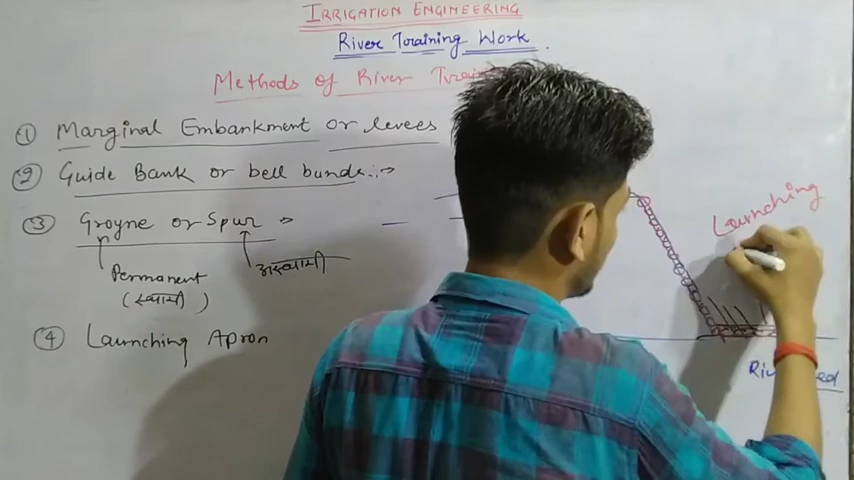 IRRIGATION ENGINEERING
River Training Work
Methods of River
① Marginal Embankment or levees
② Guide Bank or bell bunds:->
③ Groyne or Spur ->
Permanent
(स्थायी)
अस्थायी
④ Launching Apron
Launching